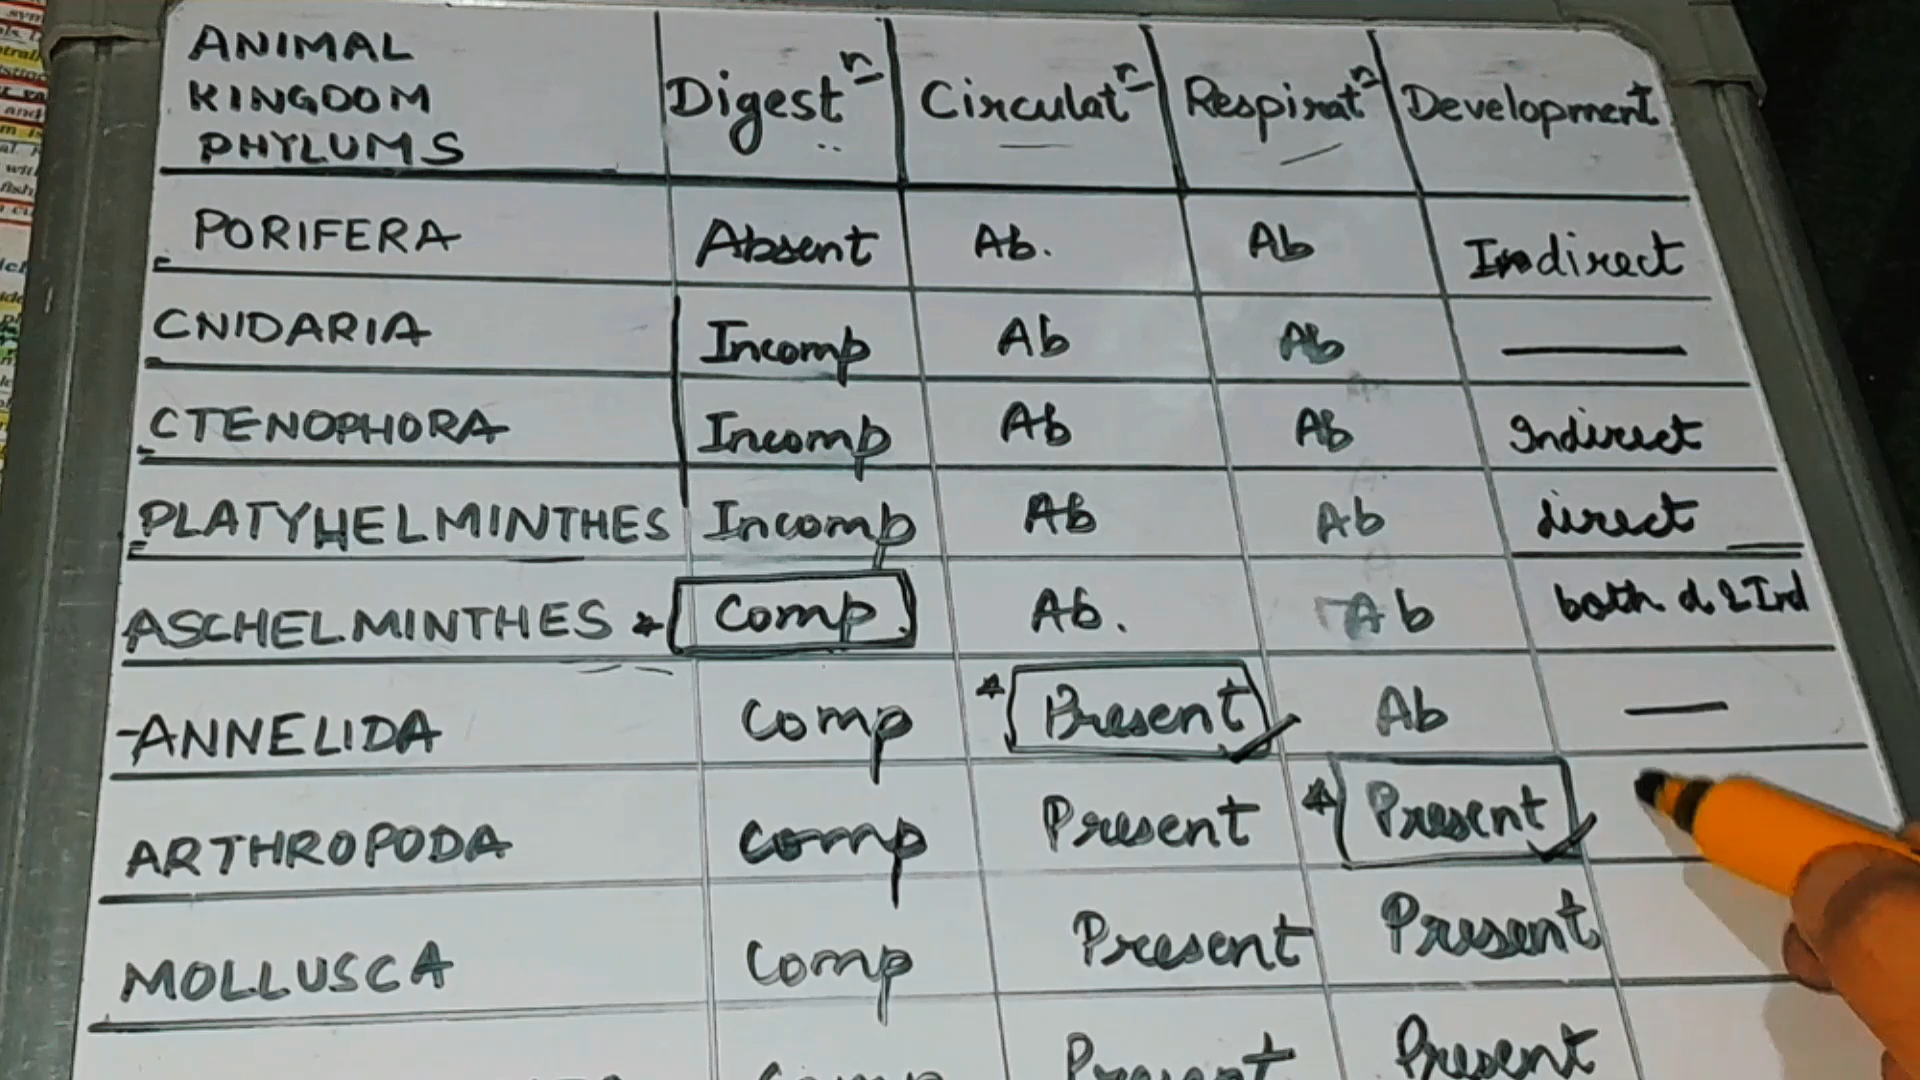 ANIMAL
KINGDOM
PHYLUMS
Digestⁿ Circulatⁿ Respiratⁿ Development
PORIFERA Absent Ab. Ab Indirect
CNIDARIA Incomp Ab Ab —
CTENOPHORA Incomp Ab Ab Indirect
PLATYHELMINTHES Incomp Ab Ab direct
ASCHELMINTHES * Comp. Ab. Ab both d & Ind
-ANNELIDA Comp * Present ✓ Ab —
ARTHROPODA Comp Present * Present ✓
MOLLUSCA Comp Present Present
Comp Present Present